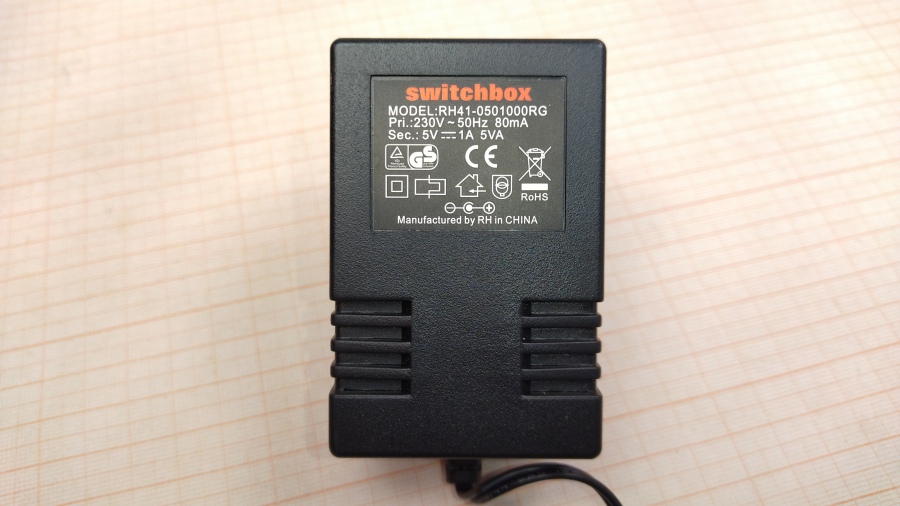 switchbox
MODEL:RH41-0501000RG
Pri.:230V ~ 50Hz 80mA
Sec.: 5V ⎓ 1A 5VA
GS CE
RoHS
Manufactured by RH in CHINA